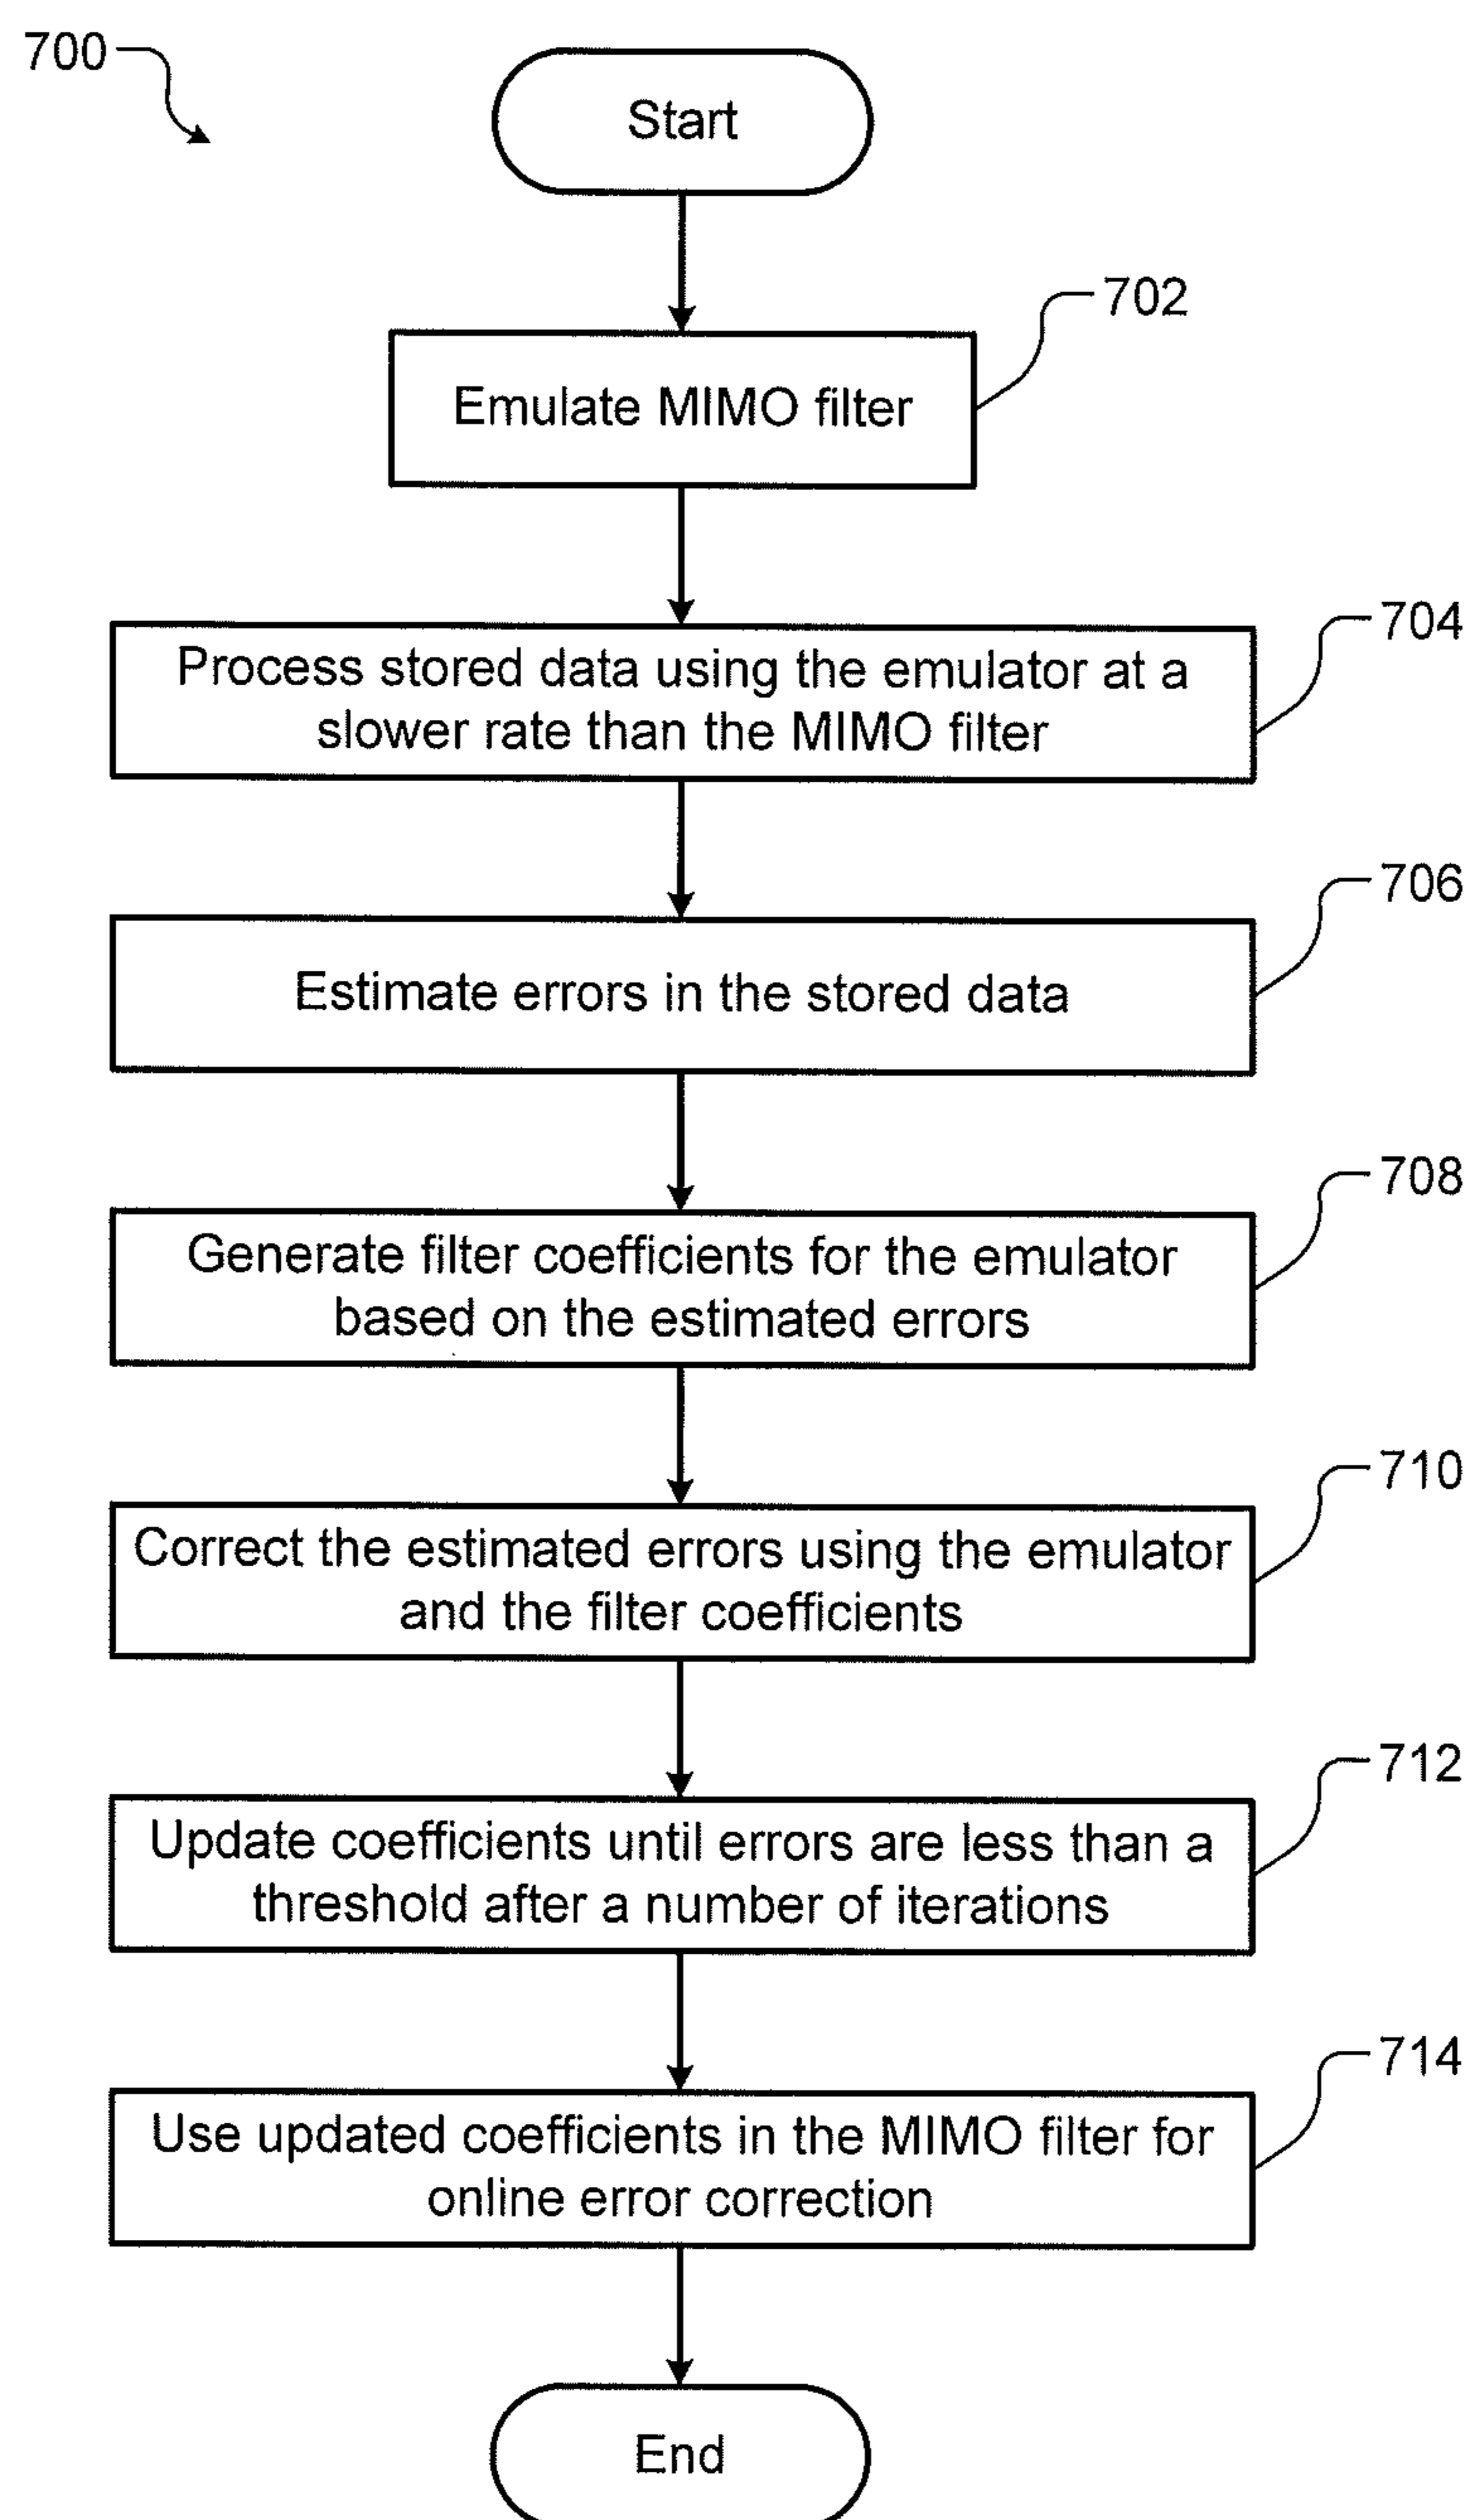 700
Start
702
Emulate MIMO filter
704
Process stored data using the emulator at a
slower rate than the MIMO filter
706
Estimate errors in the stored data
708
Generate filter coefficients for the emulator
based on the estimated errors
710
Correct the estimated errors using the emulator
and the filter coefficients
712
Update coefficients until errors are less than a
threshold after a number of iterations
714
Use updated coefficients in the MIMO filter for
online error correction
End